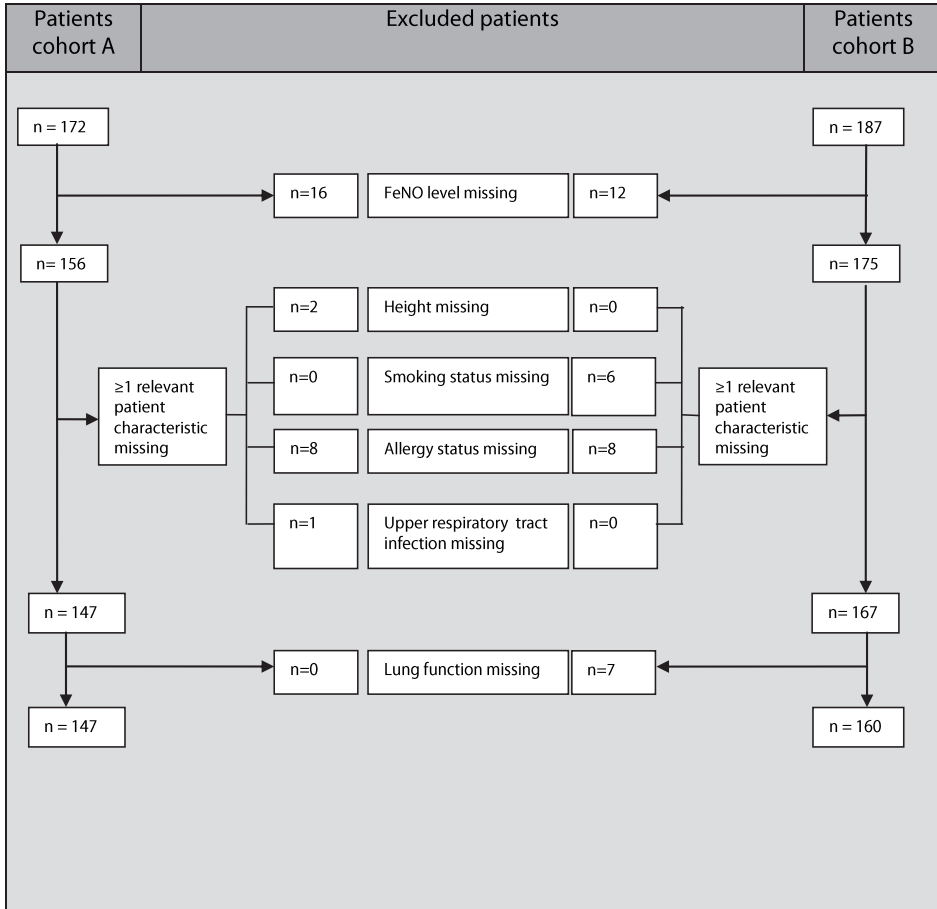 Patients
cohort A
Excluded patients
Patients
cohort B
n = 172
n = 187
n=16
FeNO level missing
n=12
n= 156
n= 175
n=2
Height missing
n=0
n=0
Smoking status missing
n=6
≥1 relevant
patient
characteristic
missing
≥1 relevant
patient
characteristic
missing
n=8
Allergy status missing
n=8
n=1
Upper respiratory tract
infection missing
n=0
n = 147
n= 167
n=0
Lung function missing
n=7
n = 147
n = 160